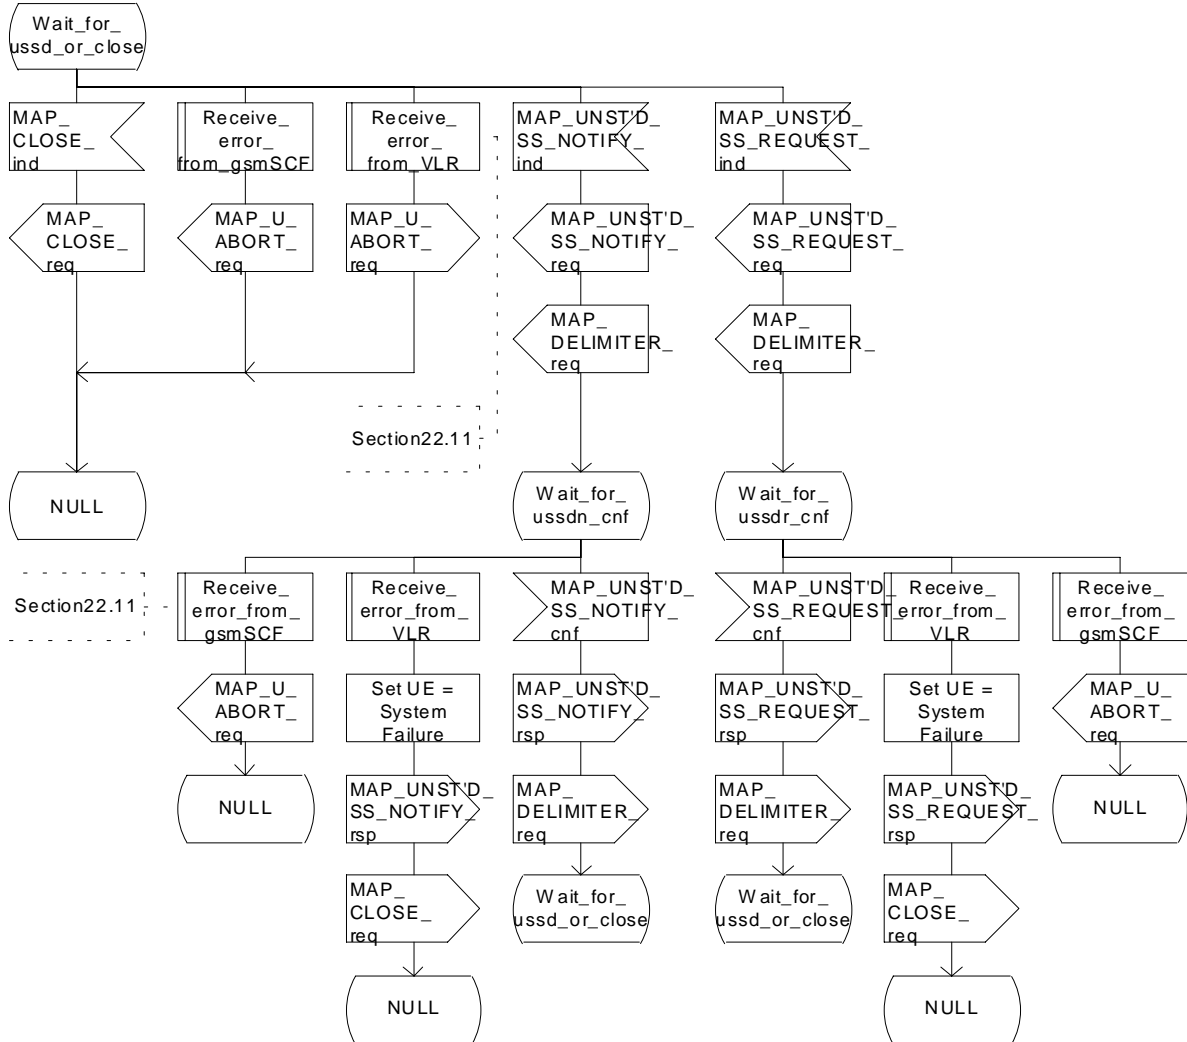 Wait_for_
ussd_or_close
MAP_
CLOSE_
ind
Receive_
error_
from_gsmSCF
Receive_
error_
from_VLR
MAP_UNST'D_
SS_NOTIFY_
ind
MAP_UNST'D_
SS_REQUEST_
ind
MAP_
CLOSE_
req
MAP_U_
ABORT_
req
MAP_U_
ABORT_
req
MAP_UNST'D_
SS_NOTIFY_
req
MAP_UNST'D_
SS_REQUEST_
req
MAP_
DELIMITER_
req
MAP_
DELIMITER_
req
Section22.11
NULL
Wait_for_
ussdn_cnf
Wait_for_
ussdr_cnf
Section22.11
Receive_
error_from_
gsmSCF
Receive_
error_from_
VLR
MAP_UNST'D_
SS_NOTIFY_
cnf
MAP_UNST'D_
SS_REQUEST_
cnf
Receive_
error_from_
VLR
Receive_
error_from_
gsmSCF
MAP_U_
ABORT_
req
Set UE =
System
Failure
MAP_UNST'D_
SS_NOTIFY_
rsp
MAP_UNST'D_
SS_REQUEST_
rsp
Set UE =
System
Failure
MAP_U_
ABORT_
req
NULL
MAP_UNST'D_
SS_NOTIFY_
rsp
MAP_
DELIMITER_
req
MAP_
DELIMITER_
req
MAP_UNST'D_
SS_REQUEST_
rsp
NULL
MAP_
CLOSE_
req
Wait_for_
ussd_or_close
Wait_for_
ussd_or_close
MAP_
CLOSE_
req
NULL
NULL